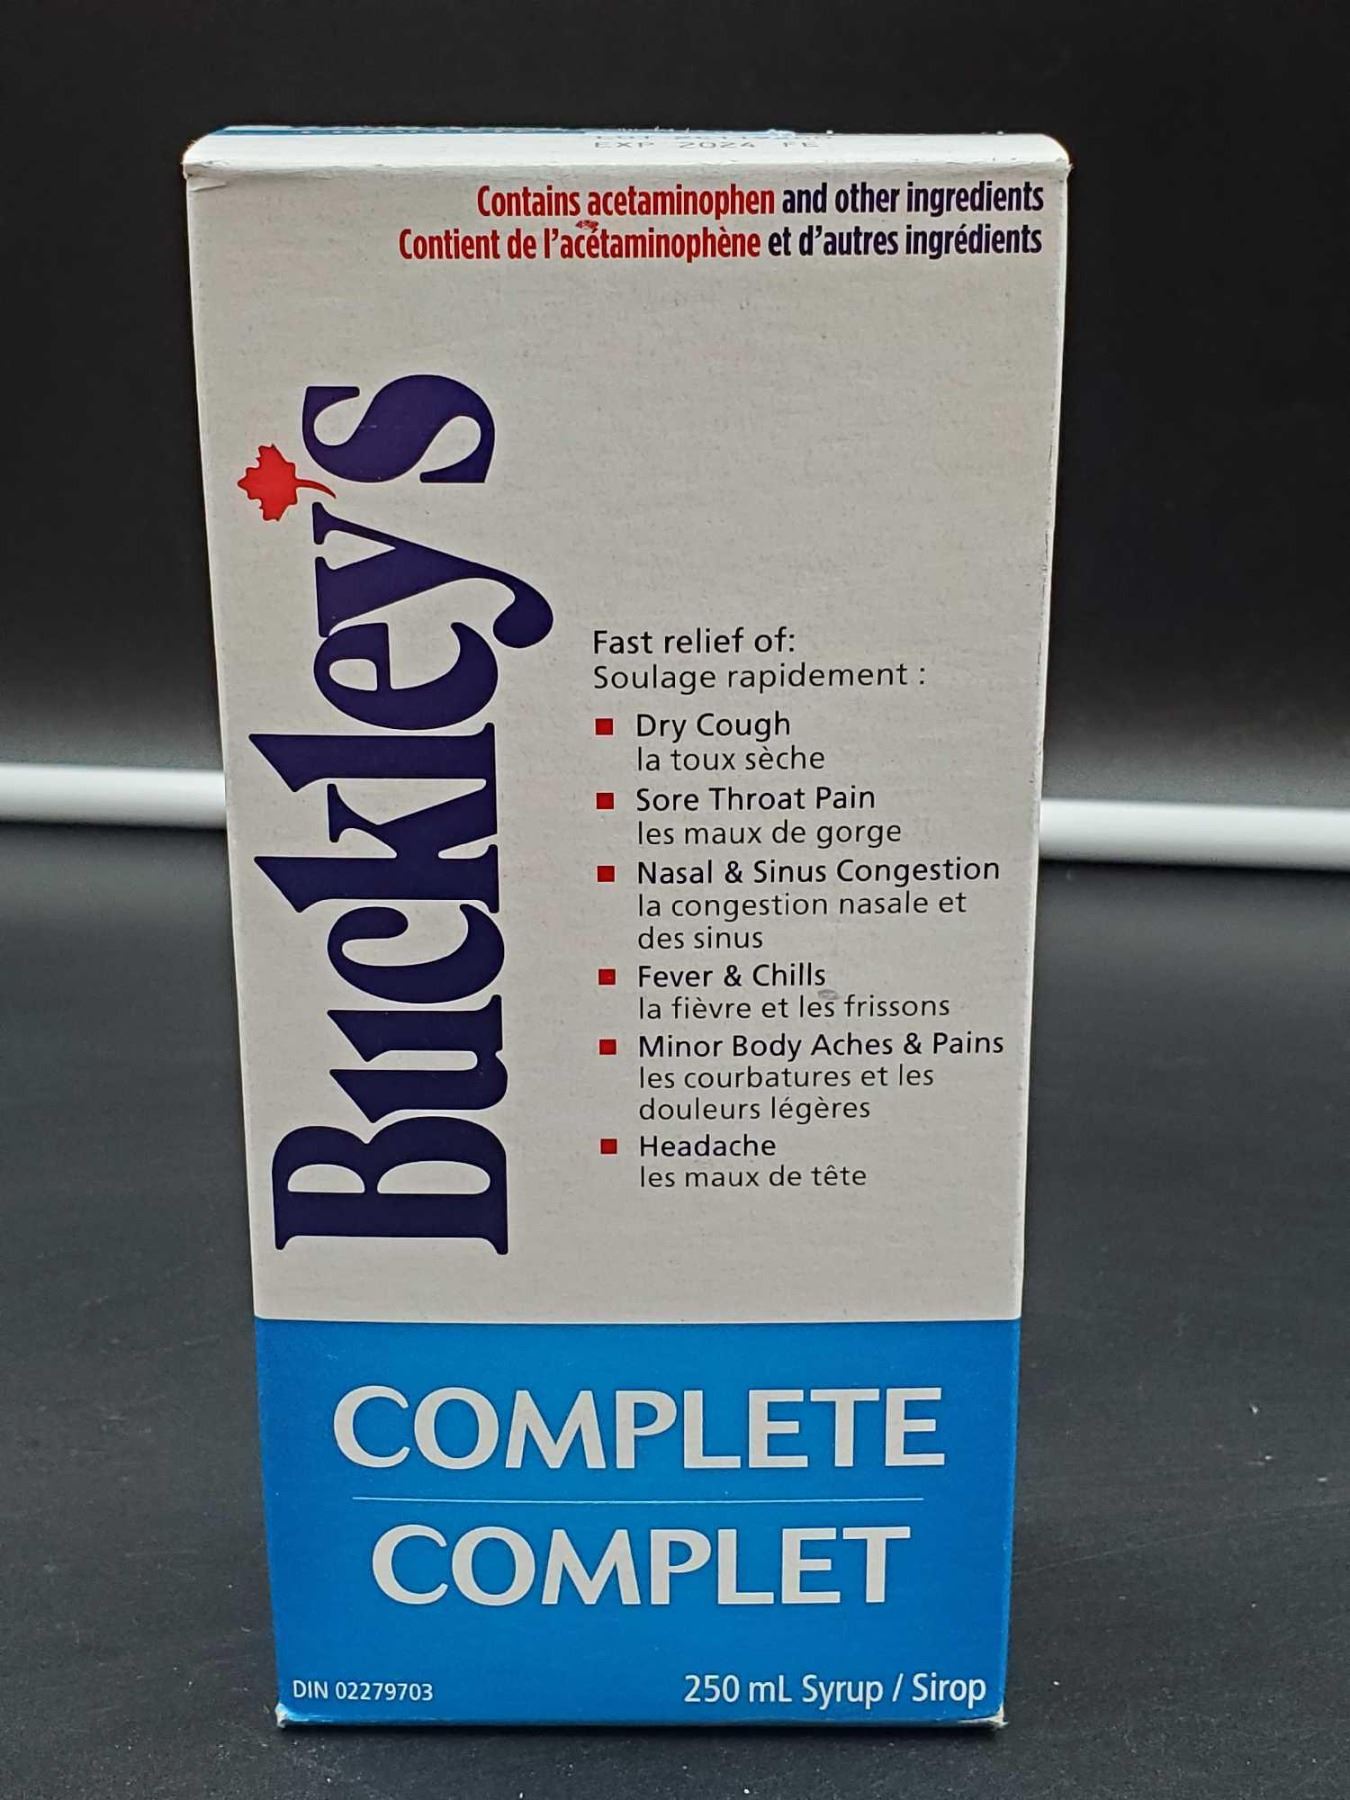 EXP 2024 FE
Contains acetaminophen and other ingredients
Contient de l'acétaminophène et d'autres ingrédients
Buckley's
Fast relief of:
Soulage rapidement :
Dry Cough
la toux sèche
Sore Throat Pain
les maux de gorge
Nasal & Sinus Congestion
la congestion nasale et
des sinus
Fever & Chills
la fièvre et les frissons
Minor Body Aches & Pains
les courbatures et les
douleurs légères
Headache
les maux de tête
COMPLETE
COMPLET
DIN 02279703
250 mL Syrup / Sirop